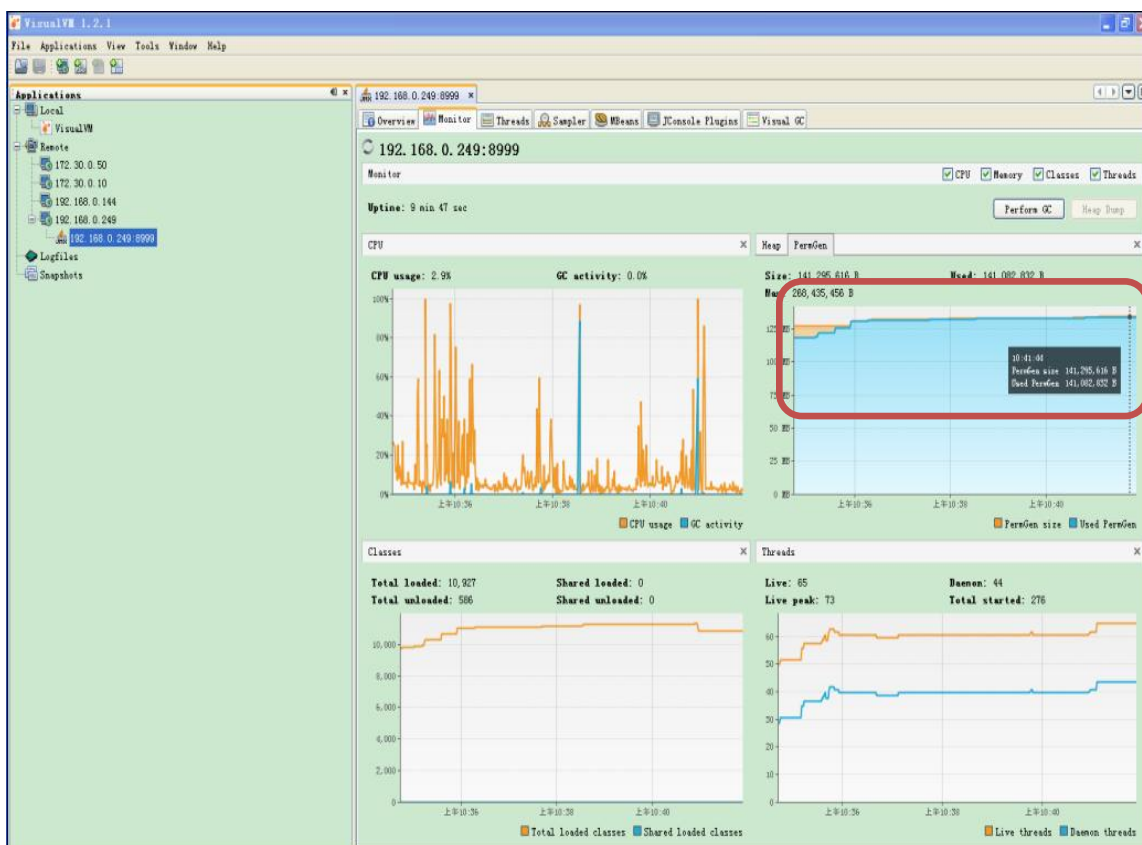 VisualVM 1.2.1
File Applications View Tools Window Help
Applications
Local
VisualVM
Remote
172.30.0.50
172.30.0.10
192.168.0.144
192.168.0.249
192.168.0.249:8999
Logfiles
Snapshots
192.168.0.249:8999
Overview Monitor Threads Sampler MBeans JConsole Plugins Visual GC
192.168.0.249:8999
Monitor CPU Memory Classes Threads
Uptime: 9 min 47 sec Perform GC Heap Dump
CPU
CPU usage: 2.9% GC activity: 0.0%
100%
80%
60%
40%
20%
0%
上午10:36 上午10:38 上午10:40
CPU usage GC activity
Heap PermGen
Size: 141,295,616 B Used: 141,082,832 B
Max: 268,435,456 B
125 MB
100 MB
75 MB
50 MB
25 MB
0 MB
10:41:44
PermGen size 141,295,616 B
Used PermGen 141,082,832 B
上午10:36 上午10:38 上午10:40
PermGen size Used PermGen
Classes
Total loaded: 10,927 Shared loaded: 0
Total unloaded: 586 Shared unloaded: 0
10,000
8,000
6,000
4,000
2,000
0
上午10:36 上午10:38 上午10:40
Total loaded classes Shared loaded classes
Threads
Live: 65 Daemon: 44
Live peak: 73 Total started: 276
60
50
40
30
20
10
0
上午10:36 上午10:38 上午10:40
Live threads Daemon threads